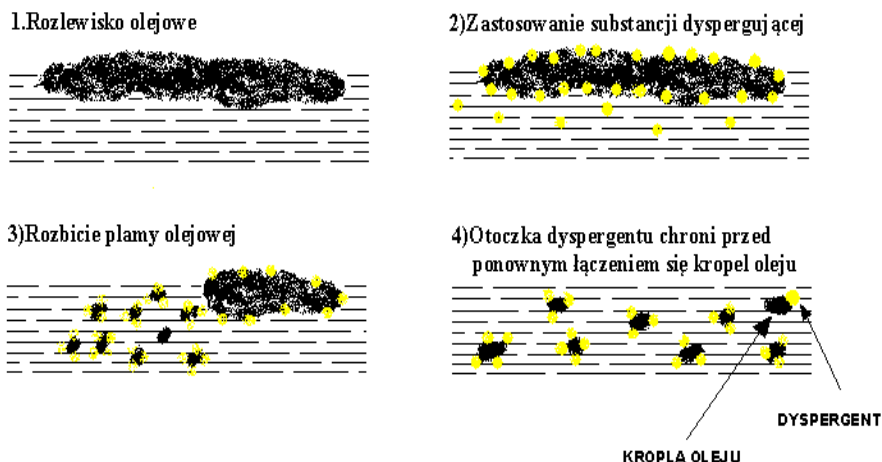 1.Rozlewisko olejowe
2)Zastosowanie substancji dyspergującej
3)Rozbicie plamy olejowej
4)Otoczka dyspergentu chroni przed
ponownym łączeniem się kropel oleju
DYSPERGENT
KROPLA OLEJU